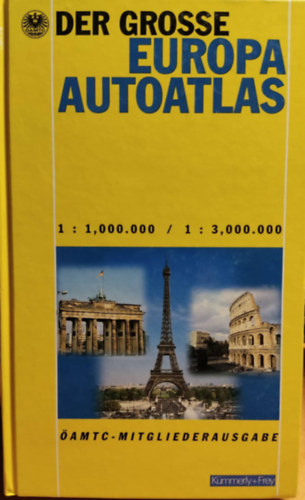 DER GROSSE
EUROPA
AUTOATLAS
1 : 1,000.000 / 1 : 3,000.000
ÖAMTC-MITGLIEDERAUSGABE
Kümmerly+Frey